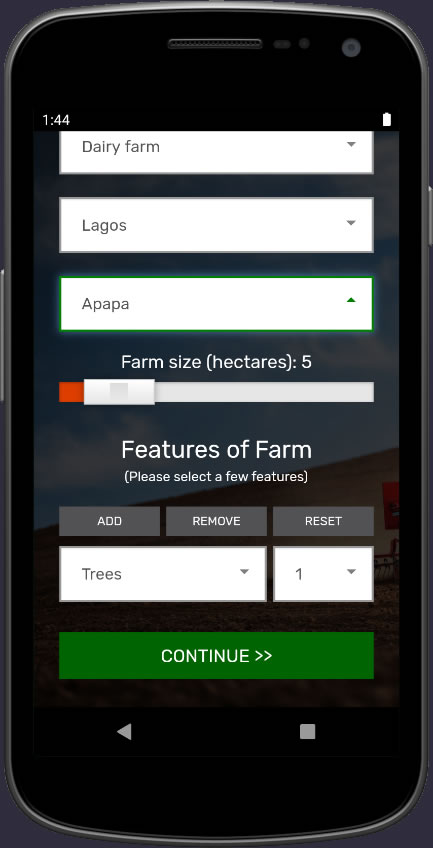 1:44
Dairy farm
Lagos
Apapa
Farm size (hectares): 5
Features of Farm
(Please select a few features)
ADD REMOVE RESET
Trees 1
CONTINUE >>